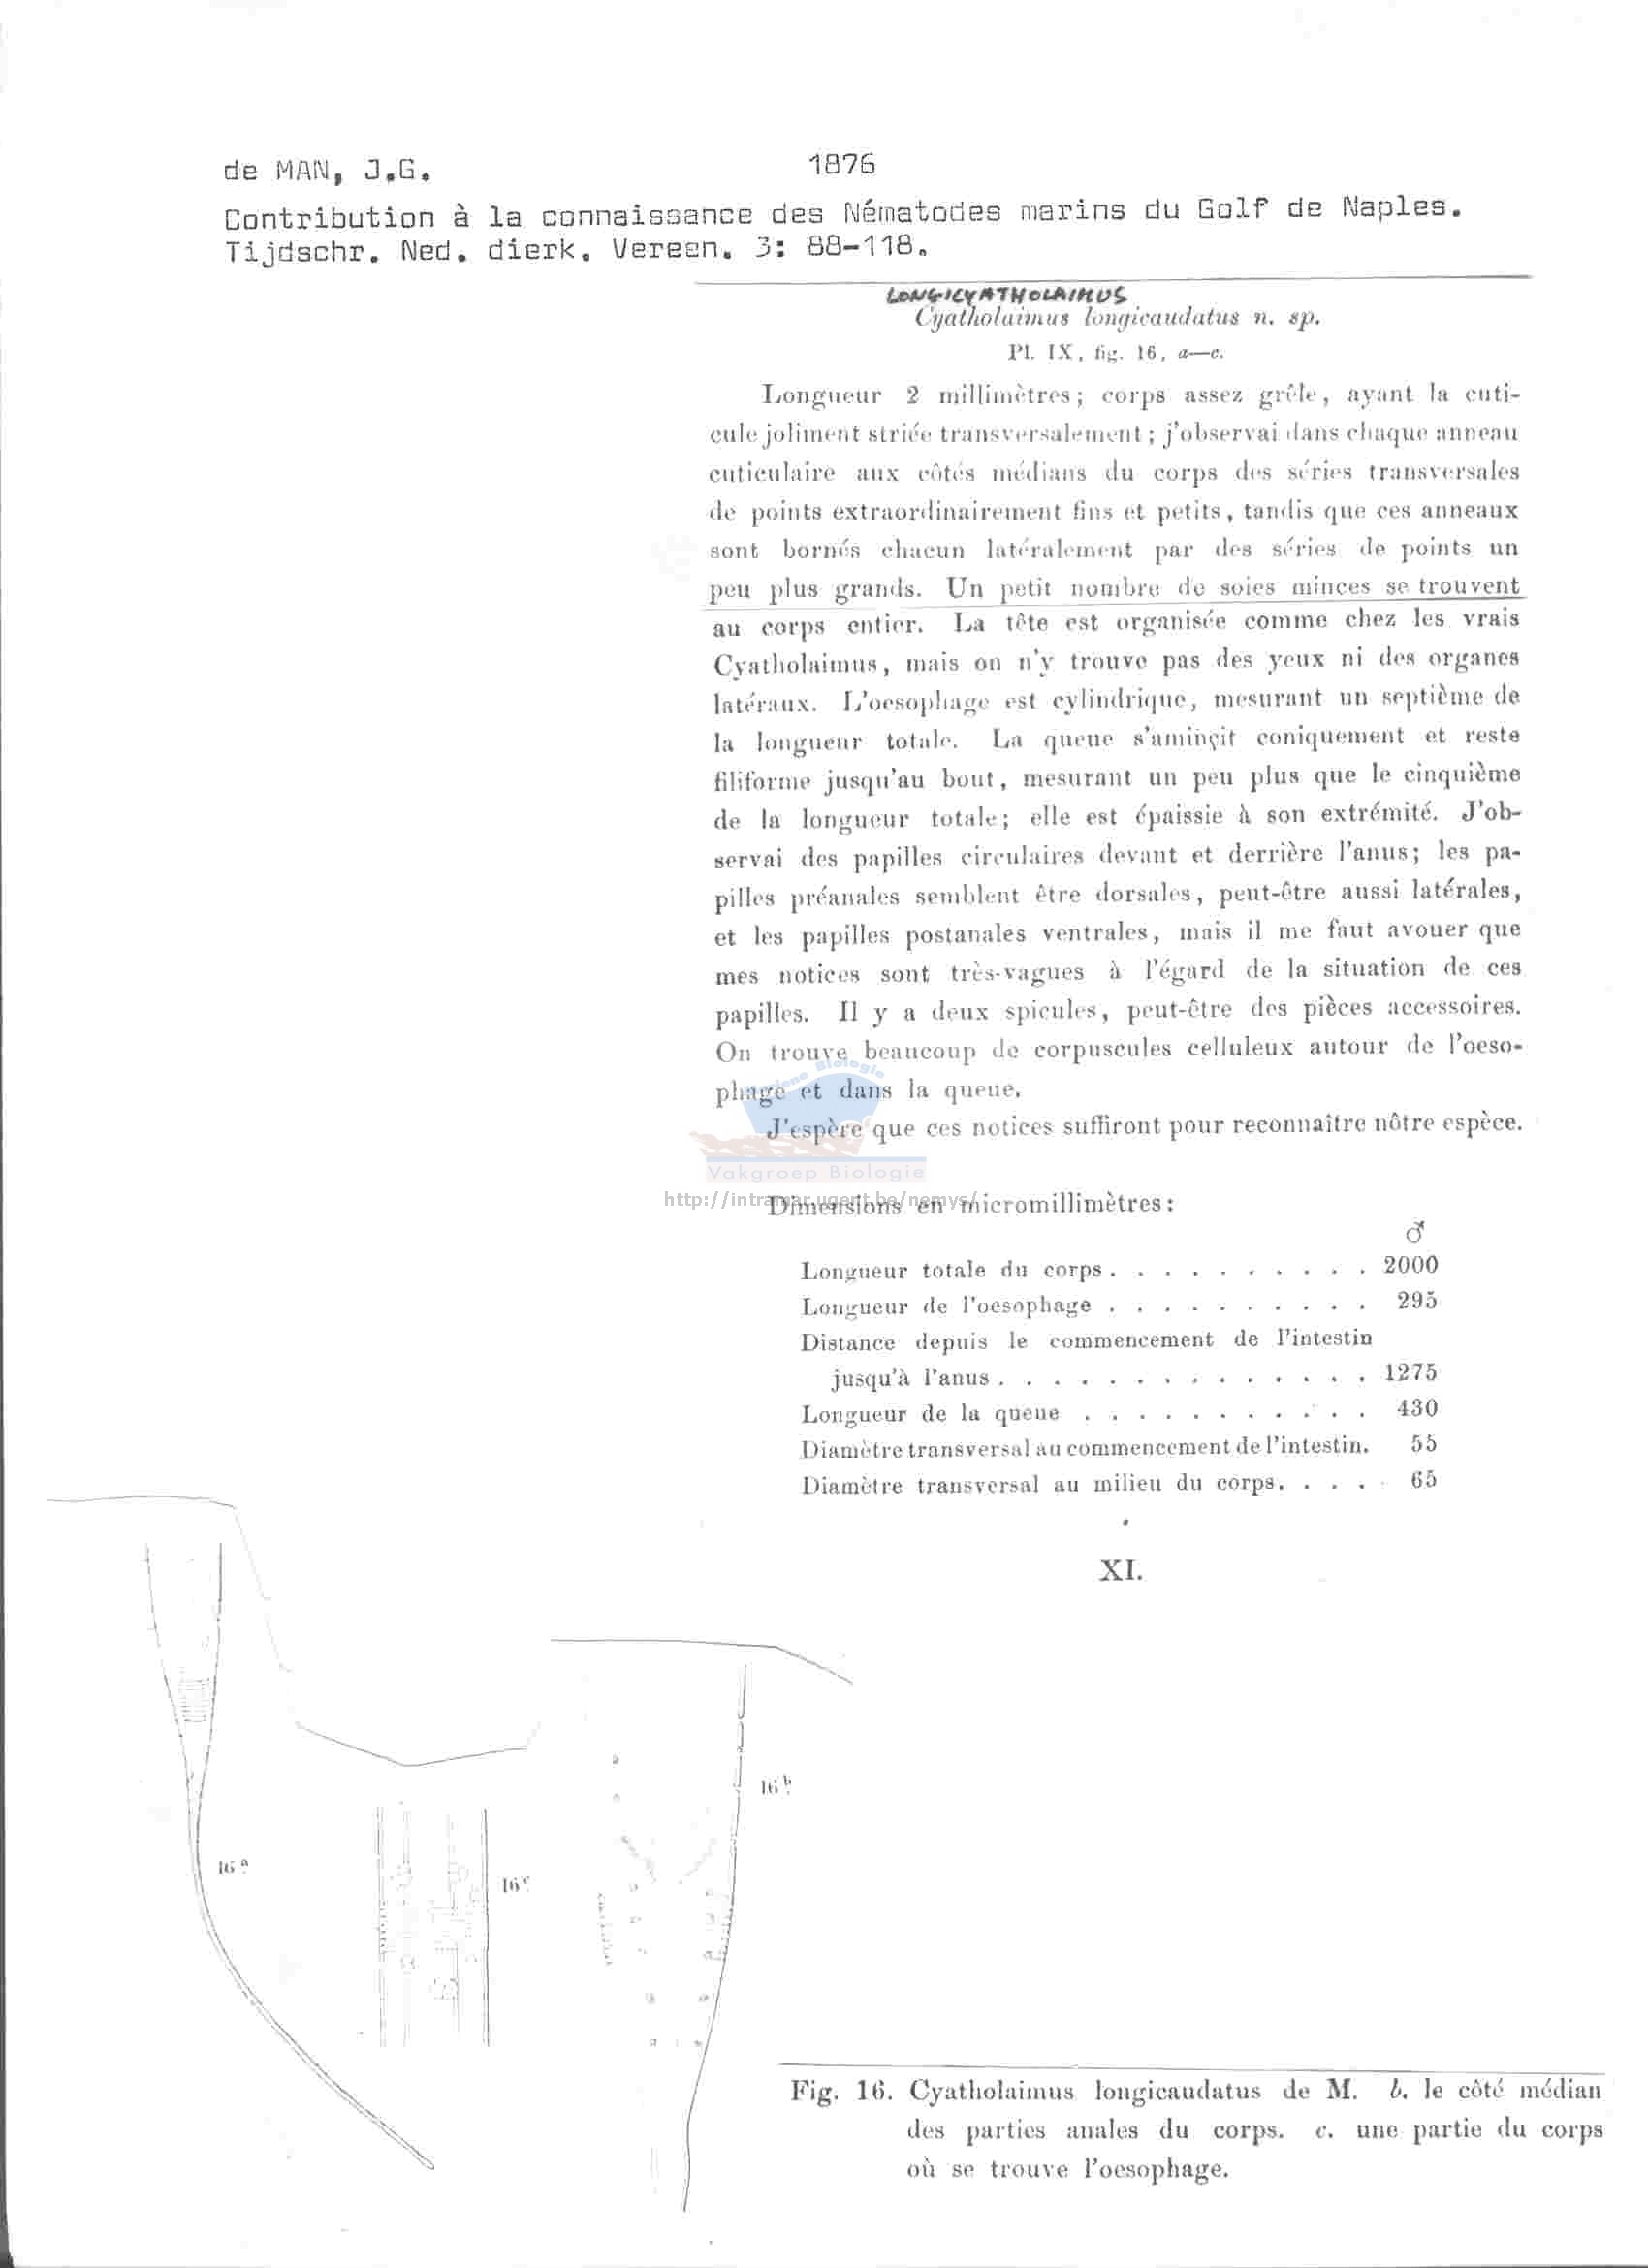 de MAN, J.G. 1876
Contribution à la connaissance des Nématodes marins du Golf de Naples.
Tijdschr. Ned. dierk. Vereen. 3: 88-118.
LONGICYATHOLAIMUS
Cyatholaimus longicaudatus n. sp.
Pl. IX, fig. 16, a—c.
Longueur 2 millimètres; corps assez grêle, ayant la cuti-
cule joliment striée transversalement; j'observai dans chaque anneau
cuticulaire aux côtés médians du corps des séries transversales
de points extraordinairement fins et petits, tandis que ces anneaux
sont bornés chacun latéralement par des séries de points un
peu plus grands. Un petit nombre de soies minces se trouvent
au corps entier. La tête est organisée comme chez les vrais
Cyatholaimus, mais on n'y trouve pas des yeux ni des organes
latéraux. L'oesophage est cylindrique, mesurant un septième de
la longueur totale. La queue s'aminçit coniquement et reste
filiforme jusqu'au bout, mesurant un peu plus que le cinquième
de la longueur totale; elle est épaissie à son extrémité. J'ob-
servai des papilles circulaires devant et derrière l'anus; les pa-
pilles préanales semblent être dorsales, peut-être aussi latérales,
et les papilles postanales ventrales, mais il me faut avouer que
mes notices sont très-vagues à l'égard de la situation de ces
papilles. Il y a deux spicules, peut-être des pièces accessoires.
On trouve beaucoup de corpuscules celluleux autour de l'oeso-
phage et dans la queue.
J'espère que ces notices suffiront pour reconnaître nôtre espèce.
Vakgroep Biologie
http://intramar.ugent.be/nemys/
Dimensions en micromillimètres:
♂
Longueur totale du corps. . . . . . . . . . 2000
Longueur de l'oesophage . . . . . . . . . . 295
Distance depuis le commencement de l'intestin
jusqu'à l'anus. . . . . . . . . . . . . . 1275
Longueur de la queue . . . . . . . . . . . 430
Diamètre transversal au commencement de l'intestin. 55
Diamètre transversal au milieu du corps. . . . . 65
XI.
16 b
16 a
16 c
Fig. 16. Cyatholaimus longicaudatus de M. b. le côté médian
des parties anales du corps. c. une partie du corps
où se trouve l'oesophage.